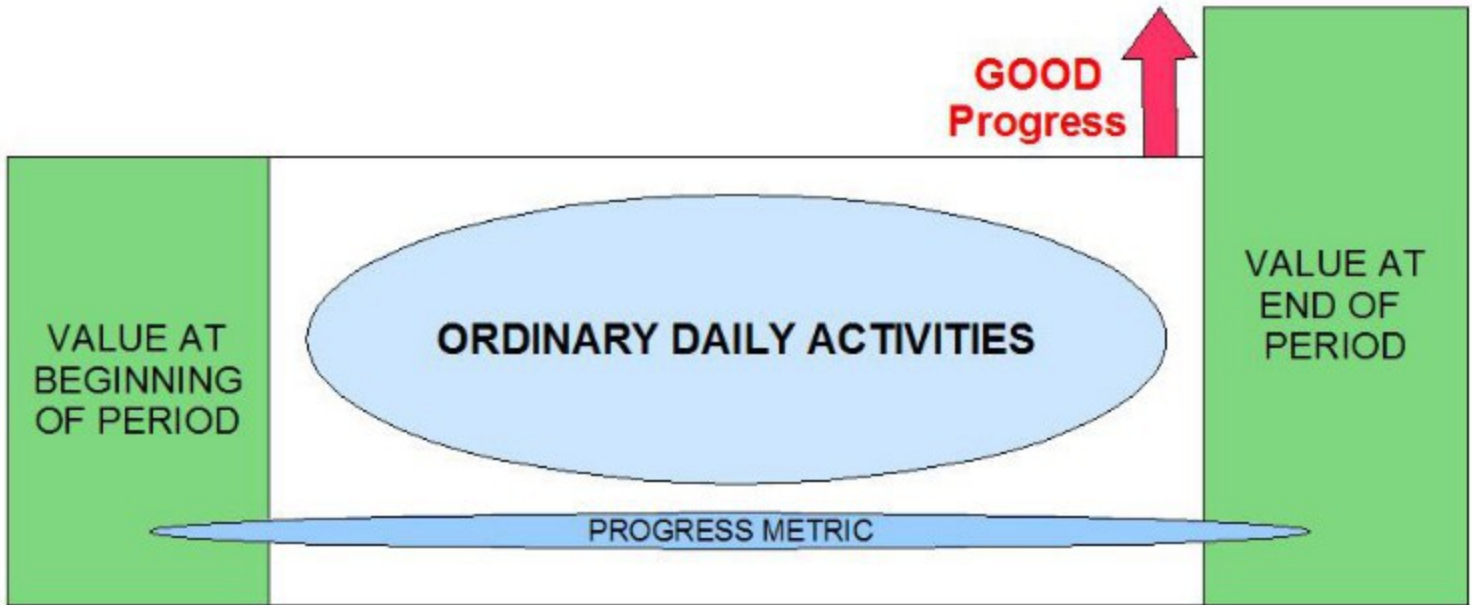 GOOD
Progress
VALUE AT
BEGINNING
OF PERIOD
ORDINARY DAILY ACTIVITIES
VALUE AT
END OF
PERIOD
PROGRESS METRIC